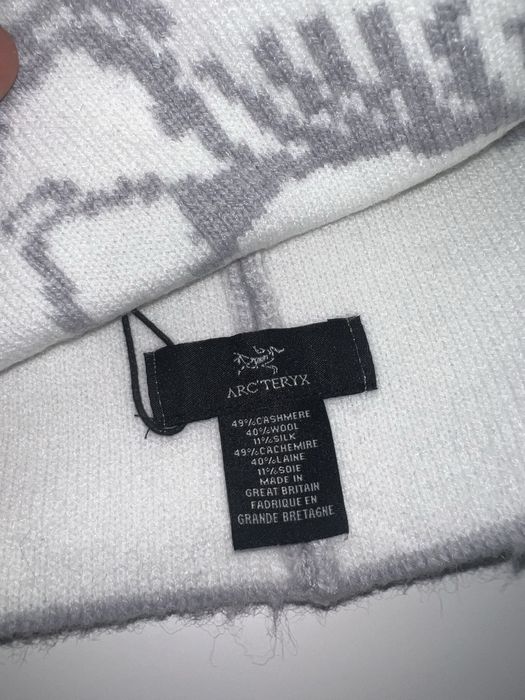 ARC'TERYX
49%CASHMERE
40%WOOL
11%SILK
49%CACHEMIRE
40%LAINE
11%SOIE
MADE IN
GREAT BRITAIN
FADRIQUE EN
GRANDE BRETAGNE